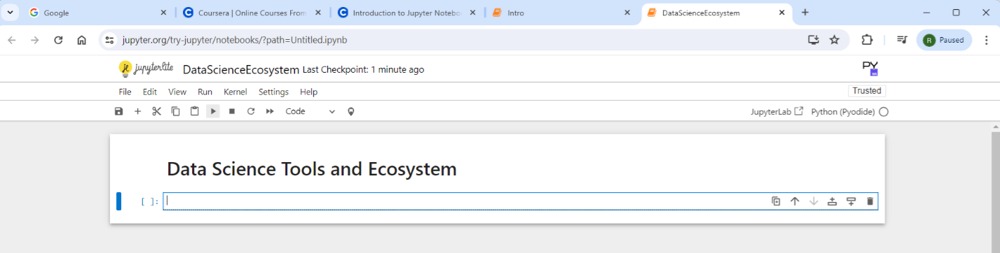 Google
Coursera | Online Courses From
Introduction to Jupyter Notebo
Intro
DataScienceEcosystem
jupyter.org/try-jupyter/notebooks/?path=Untitled.ipynb
R Paused
jupyterlite DataScienceEcosystem Last Checkpoint: 1 minute ago
PY
File Edit View Run Kernel Settings Help
Trusted
Code
JupyterLab Python (Pyodide)
Data Science Tools and Ecosystem
[ ]: